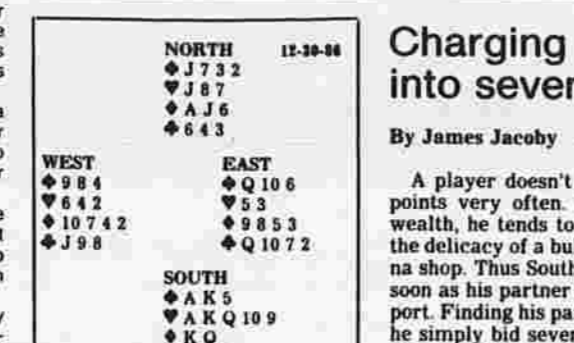 NORTH 12-30-86
♠ J 7 3 2
♥ J 8 7
♦ A J 6
♣ 6 4 3
WEST EAST
♠ 9 8 4 ♠ Q 10 6
♥ 6 4 2 ♥ 5 3
♦ 10 7 4 2 ♦ 9 8 5 3
♣ J 9 8 ♣ Q 10 7 2
SOUTH
♠ A K 5
♥ A K Q 10 9
♦ K Q
Charging
into seven
By James Jacoby
A player doesn't
points very often.
wealth, he tends to
the delicacy of a bu
na shop. Thus South
soon as his partner
port. Finding his pa
he simply bid seven